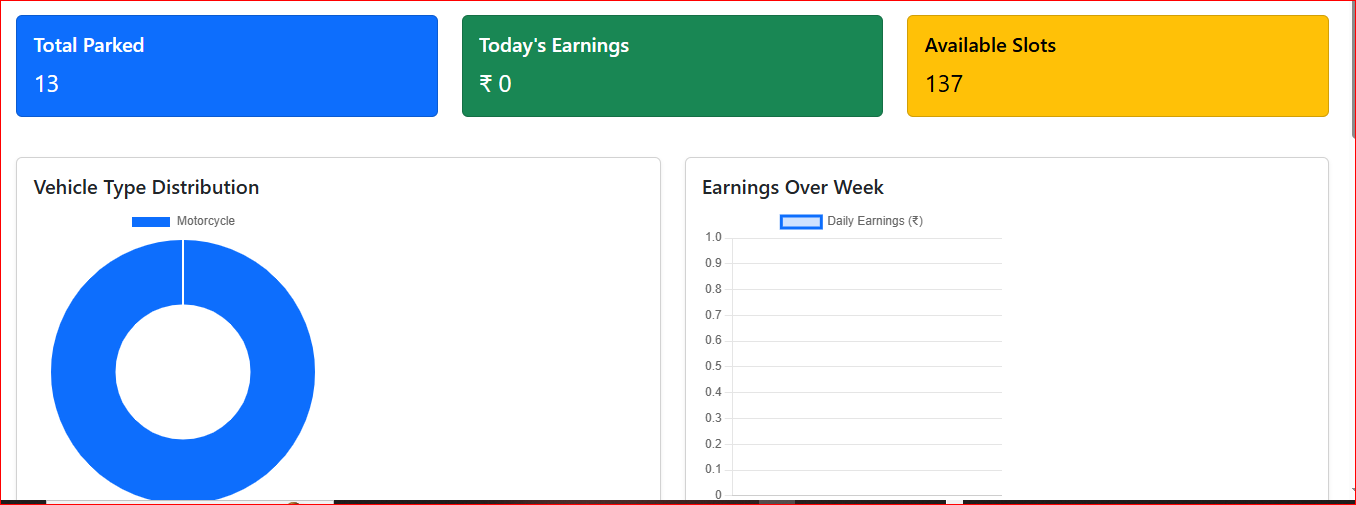 Total Parked
13
Today's Earnings
₹ 0
Available Slots
137
Vehicle Type Distribution
Motorcycle
Earnings Over Week
Daily Earnings (₹)
1.0
0.9
0.8
0.7
0.6
0.5
0.4
0.3
0.2
0.1
0